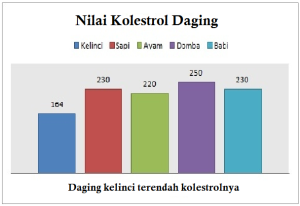 Nilai Kolestrol Daging
Kelinci Sapi Ayam Domba Babi
164 230 220 250 230
Daging kelinci terendah kolestrolnya